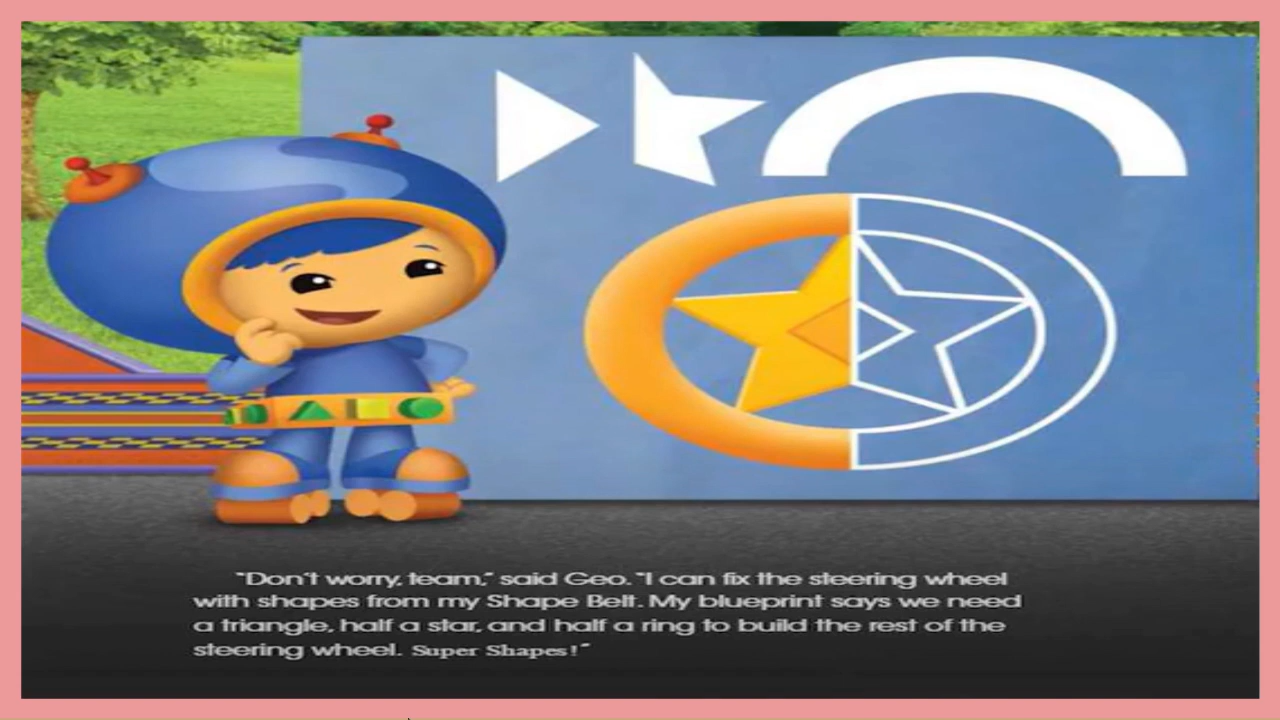 “Don't worry, team,” said Geo. “I can fix the steering wheel
with shapes from my Shape Belt. My blueprint says we need
a triangle, half a star, and half a ring to build the rest of the
steering wheel. Super Shapes!”